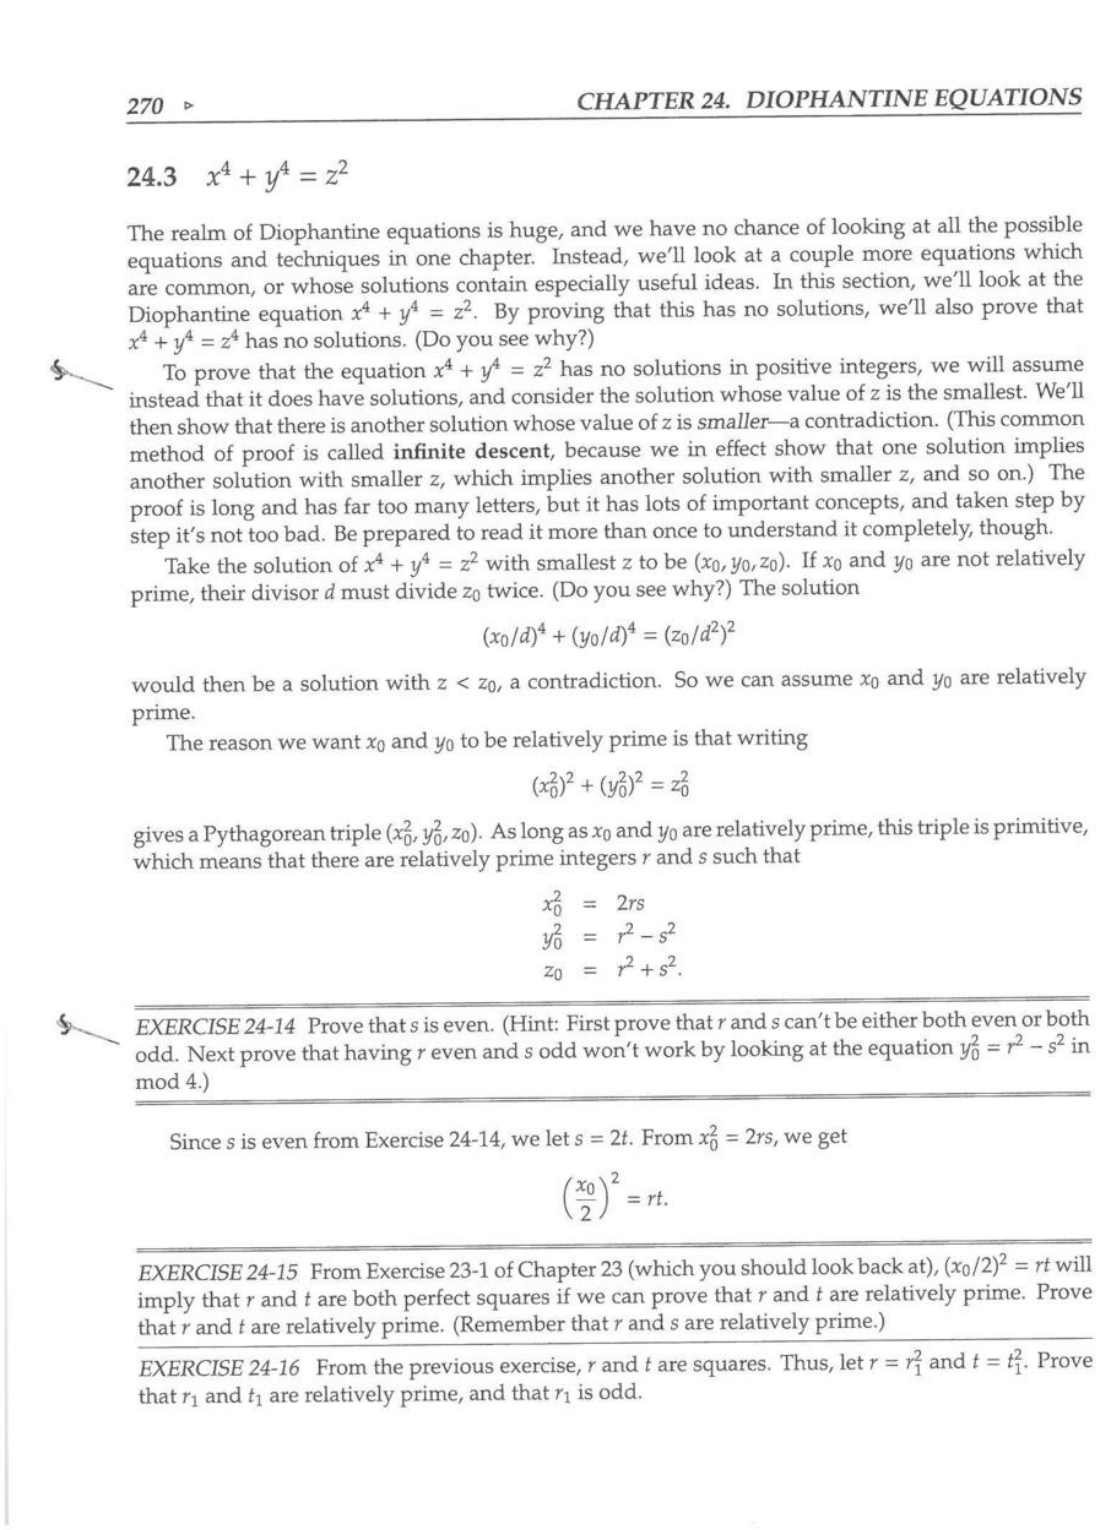 270 ▹ CHAPTER 24. DIOPHANTINE EQUATIONS
24.3 x⁴ + y⁴ = z²
The realm of Diophantine equations is huge, and we have no chance of looking at all the possible
equations and techniques in one chapter. Instead, we'll look at a couple more equations which
are common, or whose solutions contain especially useful ideas. In this section, we'll look at the
Diophantine equation x⁴ + y⁴ = z². By proving that this has no solutions, we'll also prove that
x⁴ + y⁴ = z⁴ has no solutions. (Do you see why?)
To prove that the equation x⁴ + y⁴ = z² has no solutions in positive integers, we will assume
instead that it does have solutions, and consider the solution whose value of z is the smallest. We'll
then show that there is another solution whose value of z is smaller—a contradiction. (This common
method of proof is called infinite descent, because we in effect show that one solution implies
another solution with smaller z, which implies another solution with smaller z, and so on.) The
proof is long and has far too many letters, but it has lots of important concepts, and taken step by
step it's not too bad. Be prepared to read it more than once to understand it completely, though.
Take the solution of x⁴ + y⁴ = z² with smallest z to be (x₀, y₀, z₀). If x₀ and y₀ are not relatively
prime, their divisor d must divide z₀ twice. (Do you see why?) The solution
(x₀/d)⁴ + (y₀/d)⁴ = (z₀/d²)²
would then be a solution with z < z₀, a contradiction. So we can assume x₀ and y₀ are relatively
prime.
The reason we want x₀ and y₀ to be relatively prime is that writing
(x₀²)² + (y₀²)² = z₀²
gives a Pythagorean triple (x₀², y₀², z₀). As long as x₀ and y₀ are relatively prime, this triple is primitive,
which means that there are relatively prime integers r and s such that
x₀² = 2rs
y₀² = r² − s²
z₀ = r² + s².
EXERCISE 24-14 Prove that s is even. (Hint: First prove that r and s can't be either both even or both
odd. Next prove that having r even and s odd won't work by looking at the equation y₀² = r² − s² in
mod 4.)
Since s is even from Exercise 24-14, we let s = 2t. From x₀² = 2rs, we get
(x₀/2)² = rt.
EXERCISE 24-15 From Exercise 23-1 of Chapter 23 (which you should look back at), (x₀/2)² = rt will
imply that r and t are both perfect squares if we can prove that r and t are relatively prime. Prove
that r and t are relatively prime. (Remember that r and s are relatively prime.)
EXERCISE 24-16 From the previous exercise, r and t are squares. Thus, let r = r₁² and t = t₁². Prove
that r₁ and t₁ are relatively prime, and that r₁ is odd.